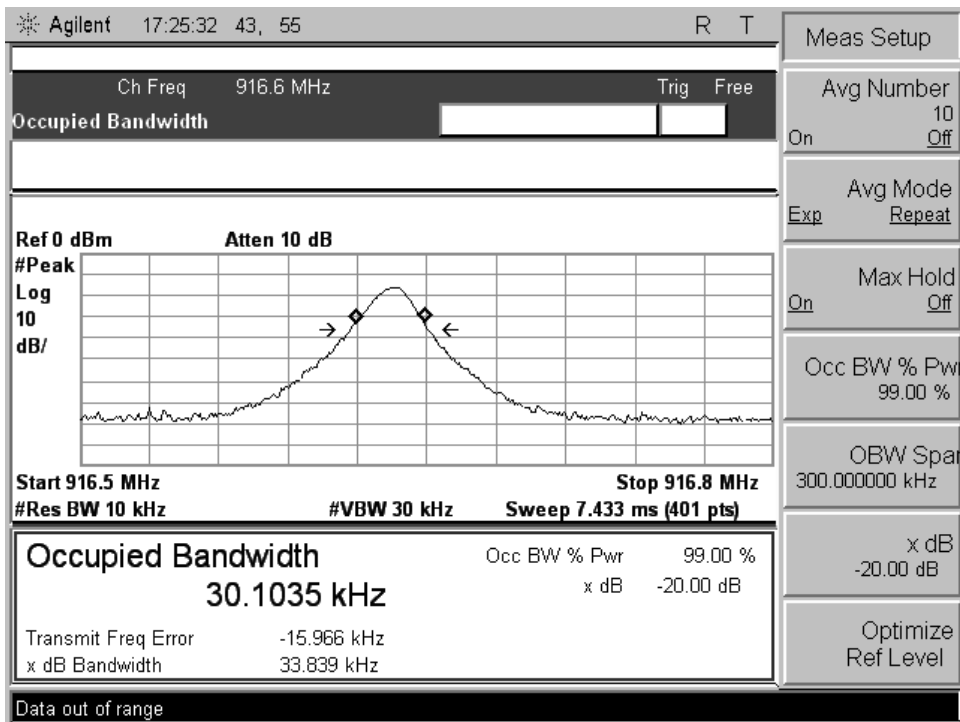 Agilent 17:25:32 43, 55 R T
Ch Freq 916.6 MHz Trig Free
Occupied Bandwidth
Ref 0 dBm Atten 10 dB
#Peak
Log
10
dB/
Start 916.5 MHz Stop 916.8 MHz
#Res BW 10 kHz #VBW 30 kHz Sweep 7.433 ms (401 pts)
Occupied Bandwidth Occ BW % Pwr 99.00 %
30.1035 kHz x dB -20.00 dB
Transmit Freq Error -15.966 kHz
x dB Bandwidth 33.839 kHz
Data out of range
Meas Setup
Avg Number
10
On Off
Avg Mode
Exp Repeat
Max Hold
On Off
Occ BW % Pwr
99.00 %
OBW Span
300.000000 kHz
x dB
-20.00 dB
Optimize
Ref Level